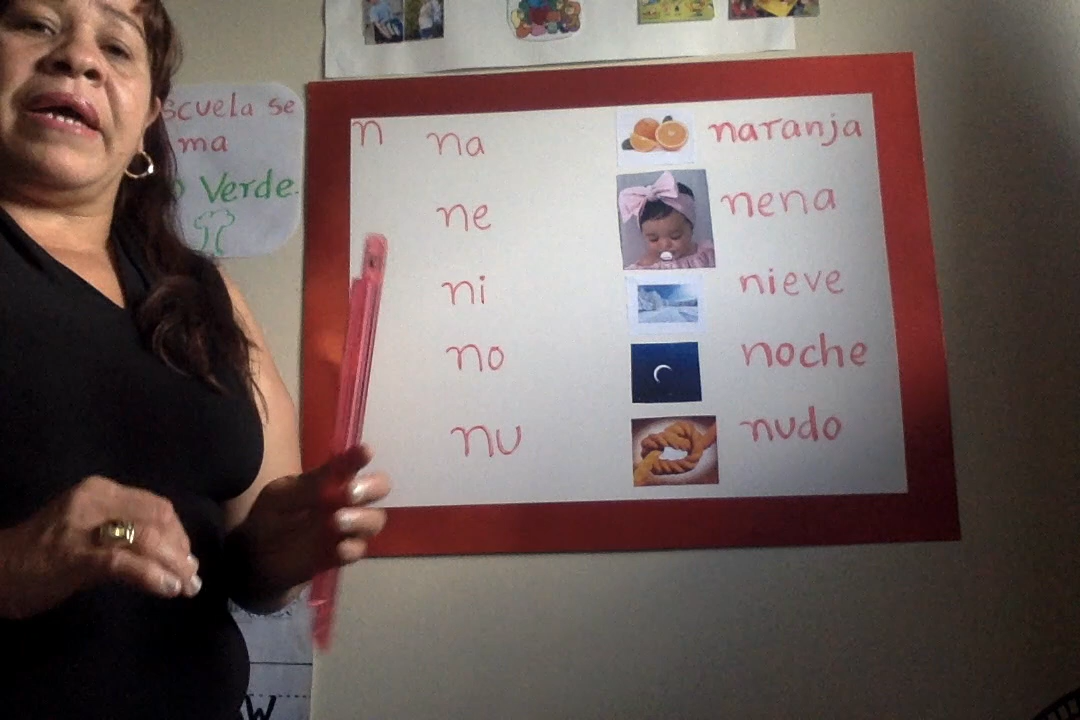 scuela se
ma
o Verde.
n na naranja
ne nena
ni nieve
no noche
nu nudo
w